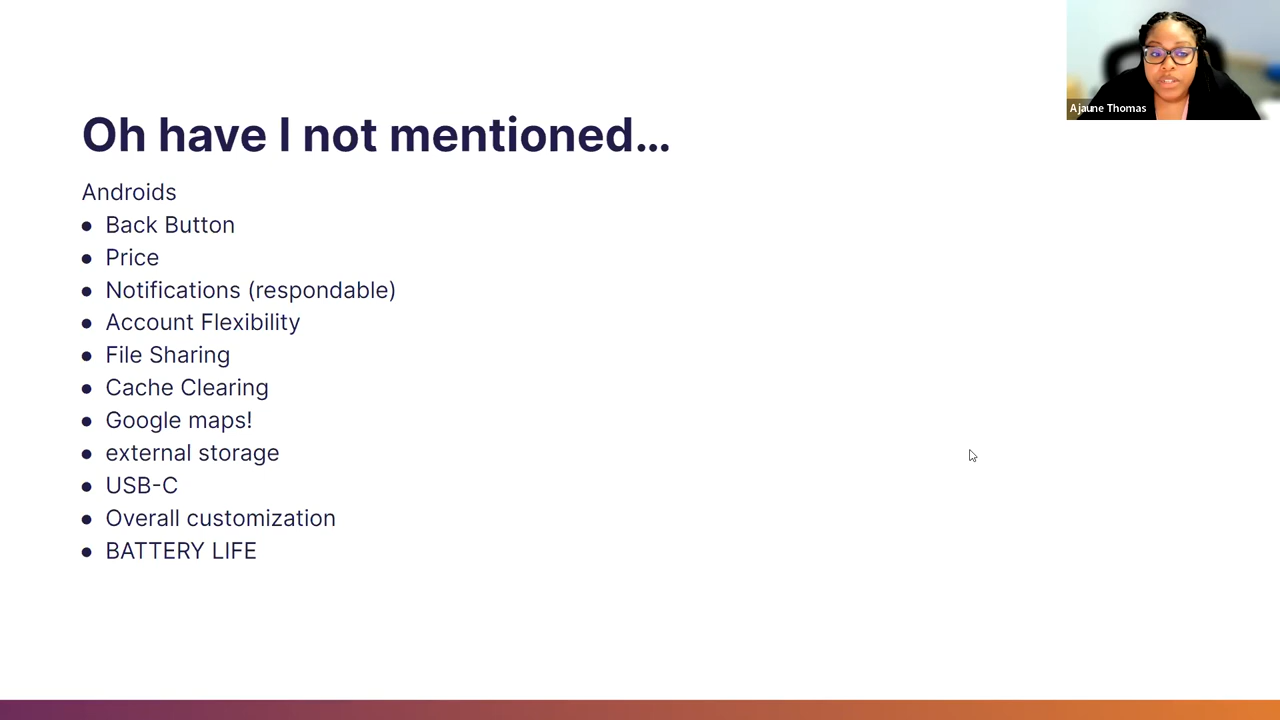 Ajaune Thomas
Oh have I not mentioned...
Androids
• Back Button
• Price
• Notifications (respondable)
• Account Flexibility
• File Sharing
• Cache Clearing
• Google maps!
• external storage
• USB-C
• Overall customization
• BATTERY LIFE